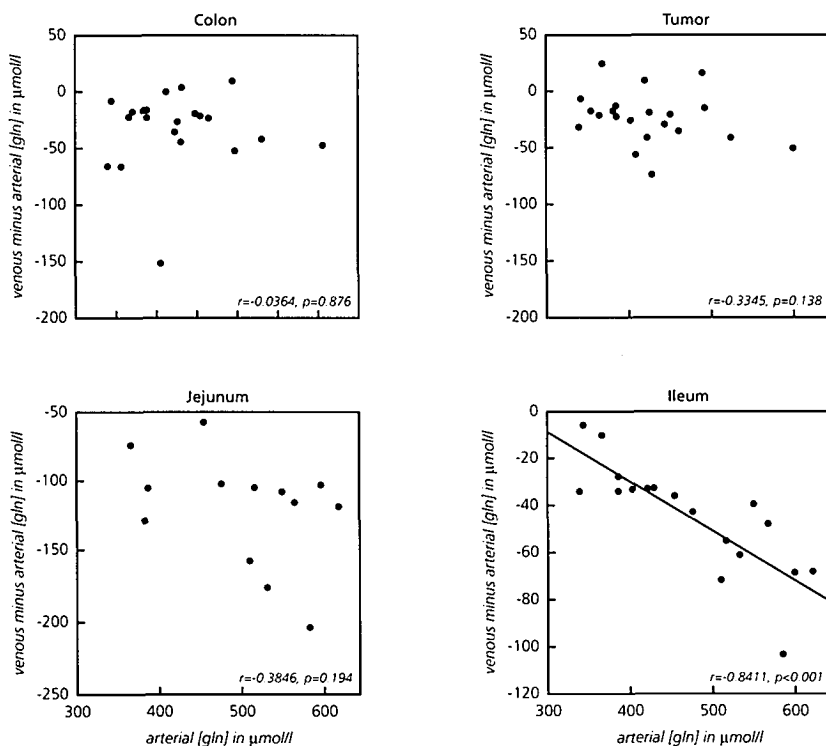 Colon
50
0
-50
-100
-150
-200
venous minus arterial [gln] in µmol/l
r=-0.0364, p=0.876
Tumor
50
0
-50
-100
-150
-200
venous minus arterial [gln] in µmol/l
r=-0.3345, p=0.138
Jejunum
-50
-100
-150
-200
-250
venous minus arterial [gln] in µmol/l
r=-0.3846, p=0.194
300 400 500 600
arterial [gln] in µmol/l
Ileum
0
-20
-40
-60
-80
-100
-120
venous minus arterial [gln] in µmol/l
r=-0.8411, p<0.001
300 400 500 600
arterial [gln] in µmol/l